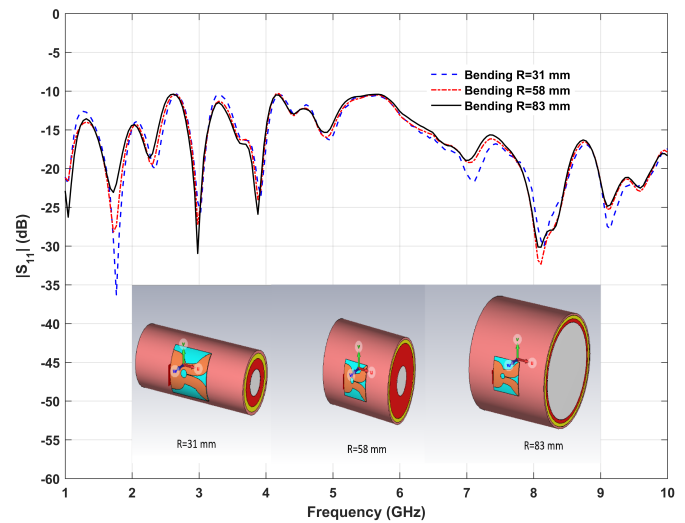 0
-5
-10
-15
-20
-25
-30
-35
-40
-45
-50
-55
-60
|S11| (dB)
Bending R=31 mm
Bending R=58 mm
Bending R=83 mm
R=31 mm
R=58 mm
R=83 mm
1 2 3 4 5 6 7 8 9 10
Frequency (GHz)